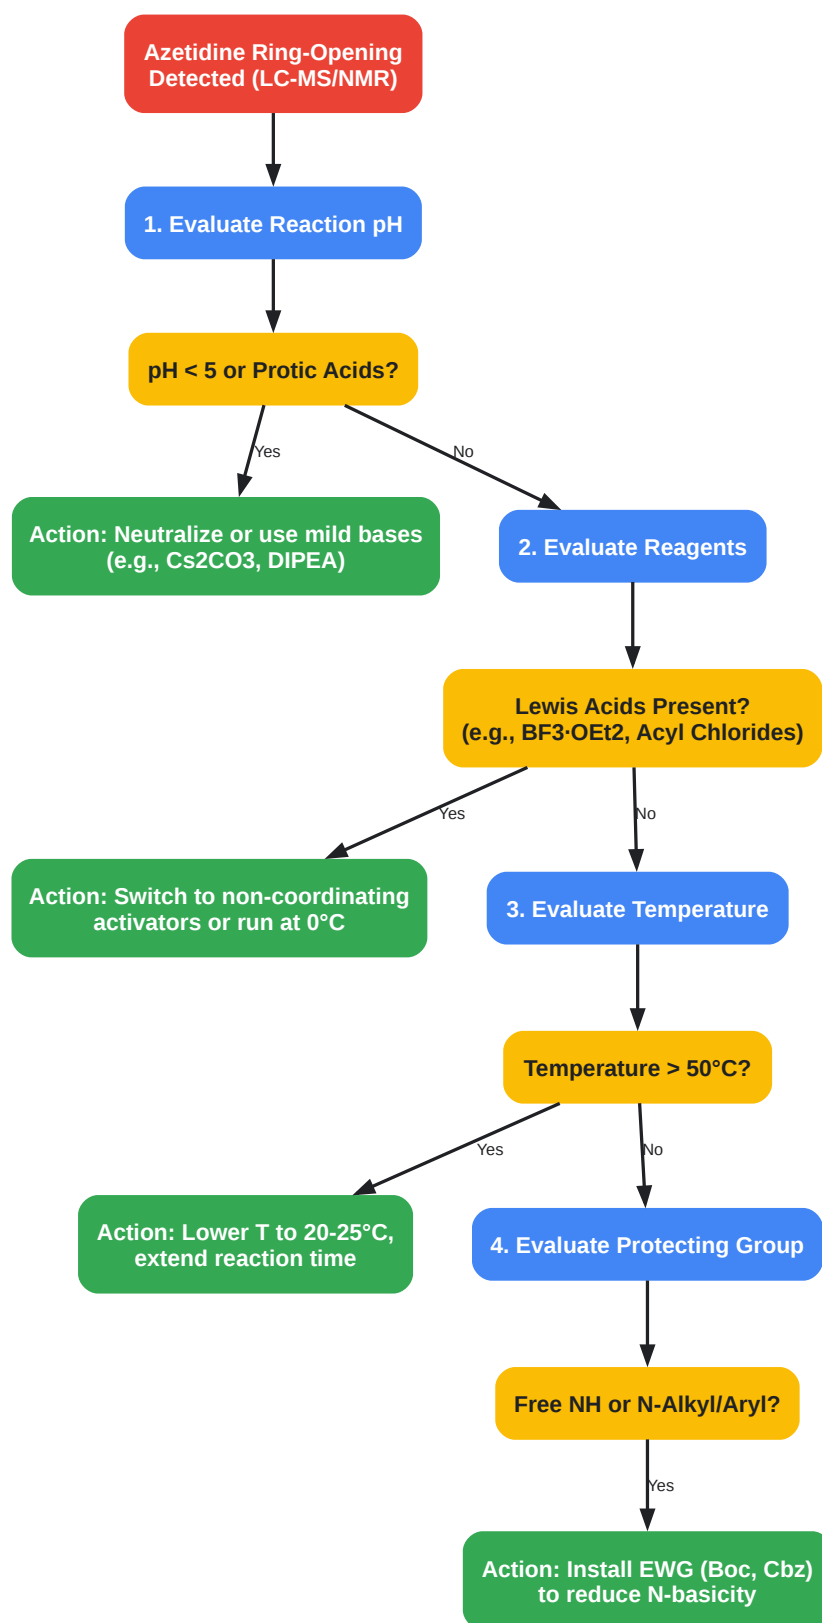 Azetidine Ring-Opening
Detected (LC-MS/NMR)
1. Evaluate Reaction pH
pH < 5 or Protic Acids?
Yes
No
Action: Neutralize or use mild bases
(e.g., Cs2CO3, DIPEA)
2. Evaluate Reagents
Lewis Acids Present?
(e.g., BF3·OEt2, Acyl Chlorides)
Yes
No
Action: Switch to non-coordinating
activators or run at 0°C
3. Evaluate Temperature
Temperature > 50°C?
Yes
No
Action: Lower T to 20-25°C,
extend reaction time
4. Evaluate Protecting Group
Free NH or N-Alkyl/Aryl?
Yes
Action: Install EWG (Boc, Cbz)
to reduce N-basicity